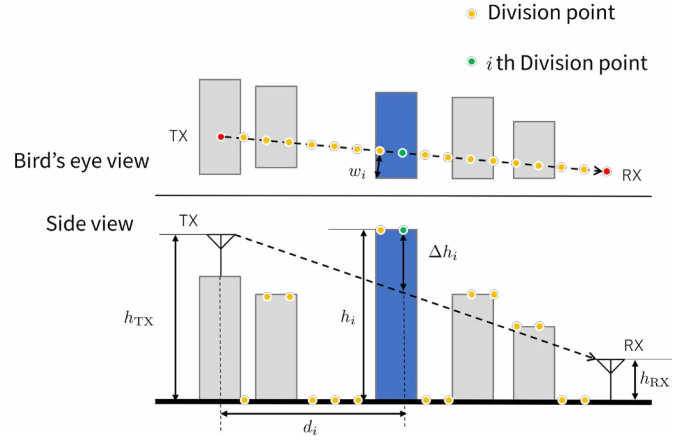 Division point
i th Division point
TX
Bird's eye view
w_i
RX
Side view
TX
Δh_i
h_TX
h_i
RX
h_RX
d_i